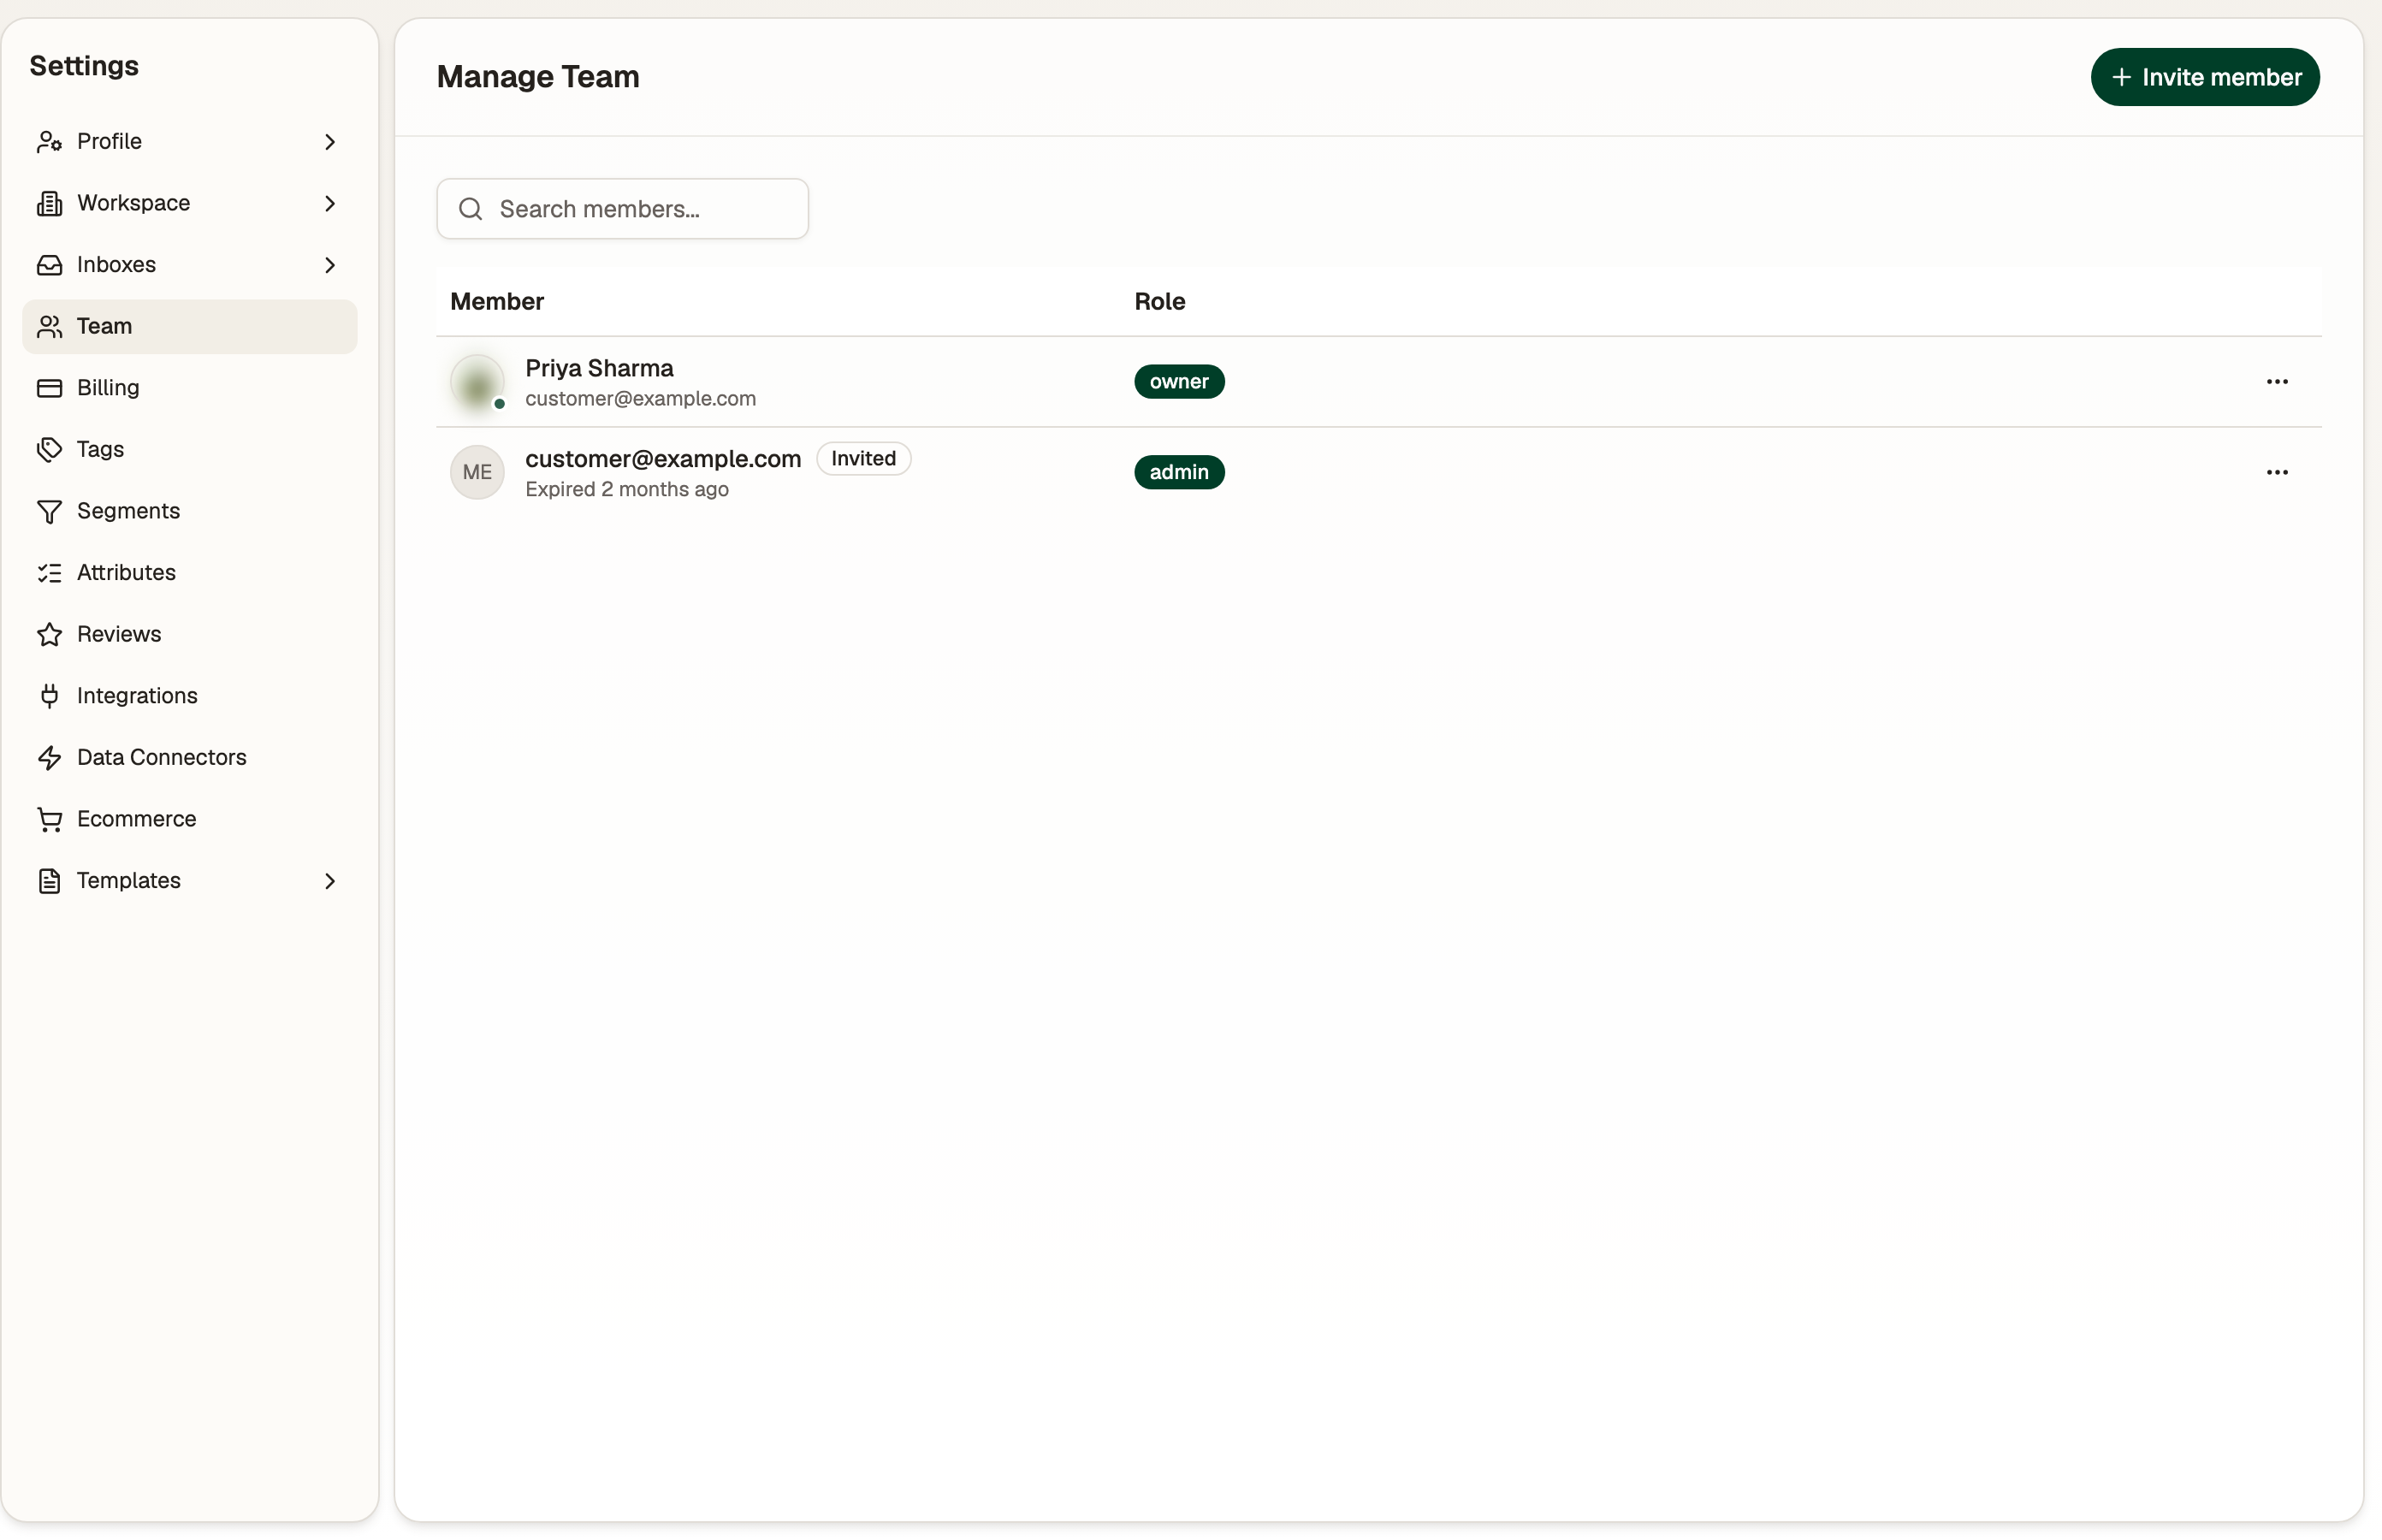 Settings
Profile
Workspace
Inboxes
Team
Billing
Tags
Segments
Attributes
Reviews
Integrations
Data Connectors
Ecommerce
Templates
Manage Team
Invite member
Search members...
Member Role
Priya Sharma
customer@example.com
owner
ME
customer@example.com Invited
Expired 2 months ago
admin